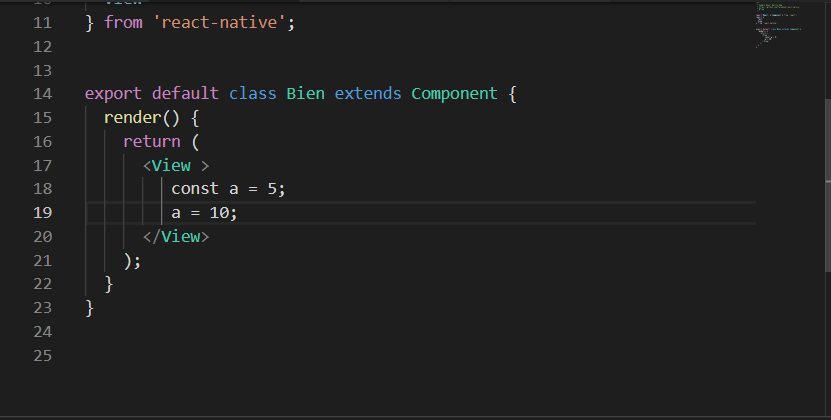 11 } from 'react-native';
12
13
14 export default class Bien extends Component {
15 render() {
16 return (
17 <View >
18 const a = 5;
19 a = 10;
20 </View>
21 );
22 }
23 }
24
25